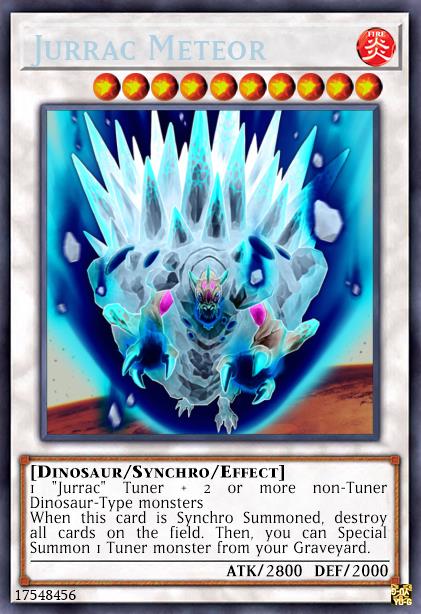 Jurrac Meteor
FIRE
炎
[Dinosaur/Synchro/Effect]
1 "Jurrac" Tuner + 2 or more non-Tuner
Dinosaur-Type monsters
When this card is Synchro Summoned, destroy
all cards on the field. Then, you can Special
Summon 1 Tuner monster from your Graveyard.
ATK/2800 DEF/2000
17548456